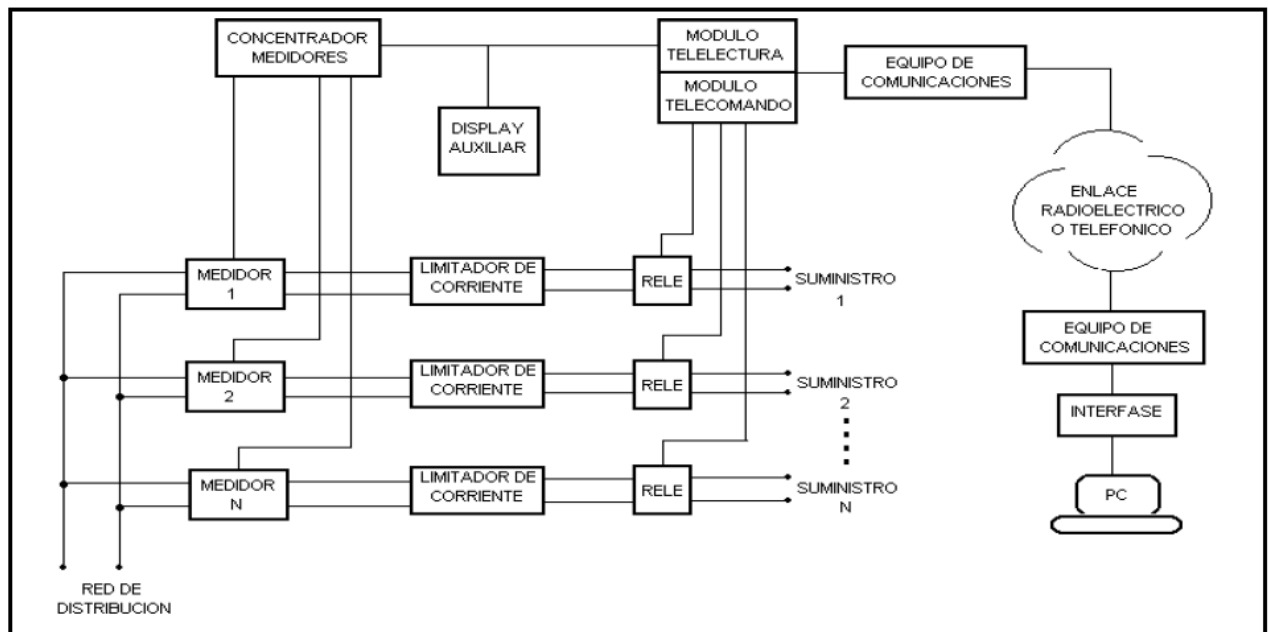 CONCENTRADOR
MEDIDORES
MODULO
TELELECTURA
MODULO
TELECOMANDO
EQUIPO DE
COMUNICACIONES
DISPLAY
AUXILIAR
ENLACE
RADIOELECTRICO
O TELEFONICO
MEDIDOR
1
LIMITADOR DE
CORRIENTE
RELE
SUMINISTRO
1
EQUIPO DE
COMUNICACIONES
MEDIDOR
2
LIMITADOR DE
CORRIENTE
RELE
SUMINISTRO
2
INTERFASE
MEDIDOR
N
LIMITADOR DE
CORRIENTE
RELE
SUMINISTRO
N
PC
RED DE
DISTRIBUCION